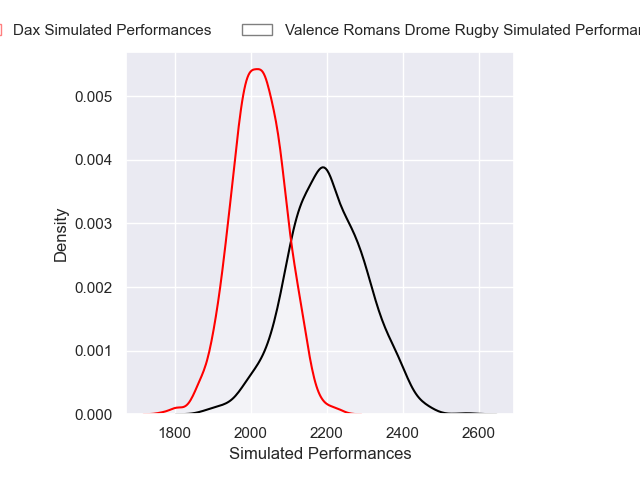 Dax Simulated Performances
Valence Romans Drome Rugby Simulated
0.005
0.004
0.003
0.002
0.001
0.000
Density
1800 2000 2200 2400 2600
Simulated Performances